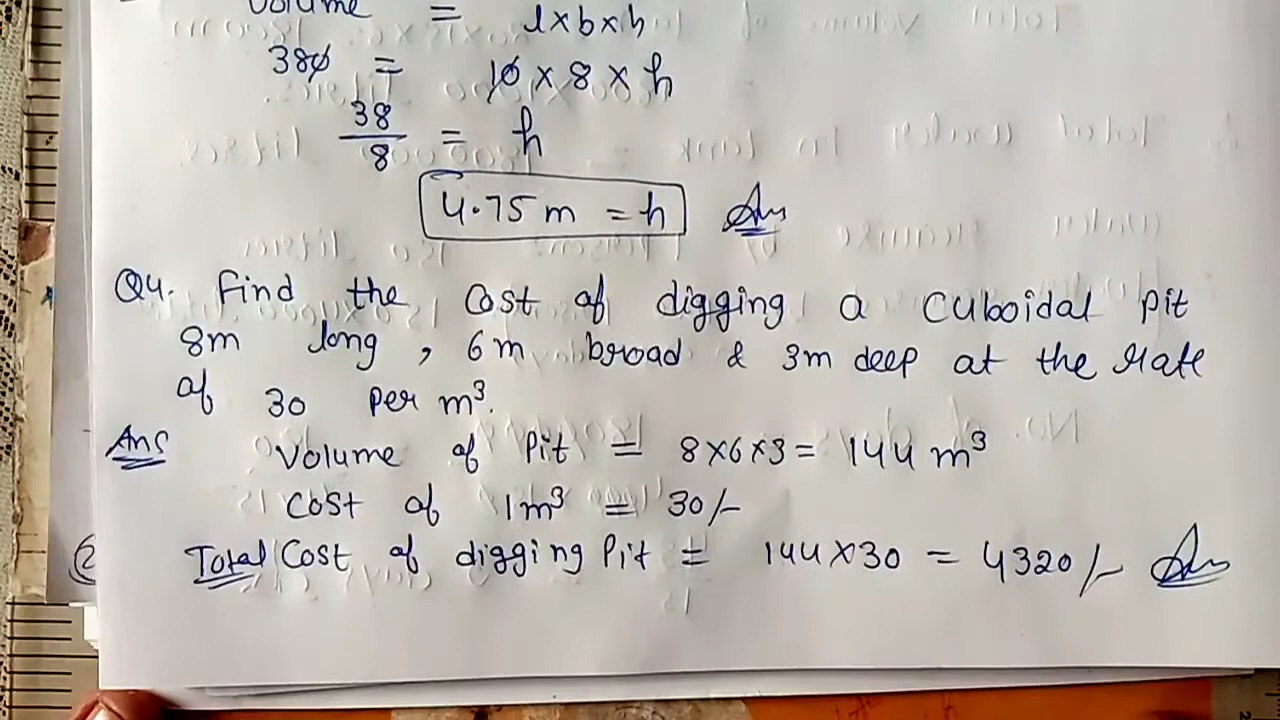 Volume = l×b×h
380 = 10 × 8 × h
38/8 = h
4.75 m = h Ans
Q4. Find the cost of digging a cuboidal pit
8m long, 6m broad & 3m deep at the rate
of 30 per m³.
Ans Volume of Pit = 8×6×3 = 144 m³
Cost of 1m³ = 30/-
Total Cost of digging Pit = 144×30 = 4320/- Ans
(2